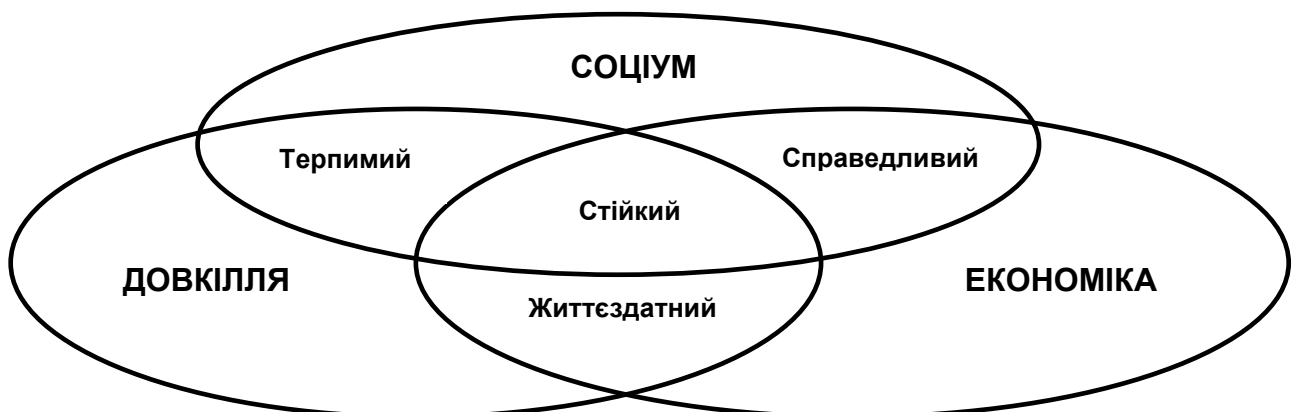 СОЦІУМ
Терпимий
Справедливий
Стійкий
ДОВКІЛЛЯ
ЕКОНОМІКА
Життєздатний